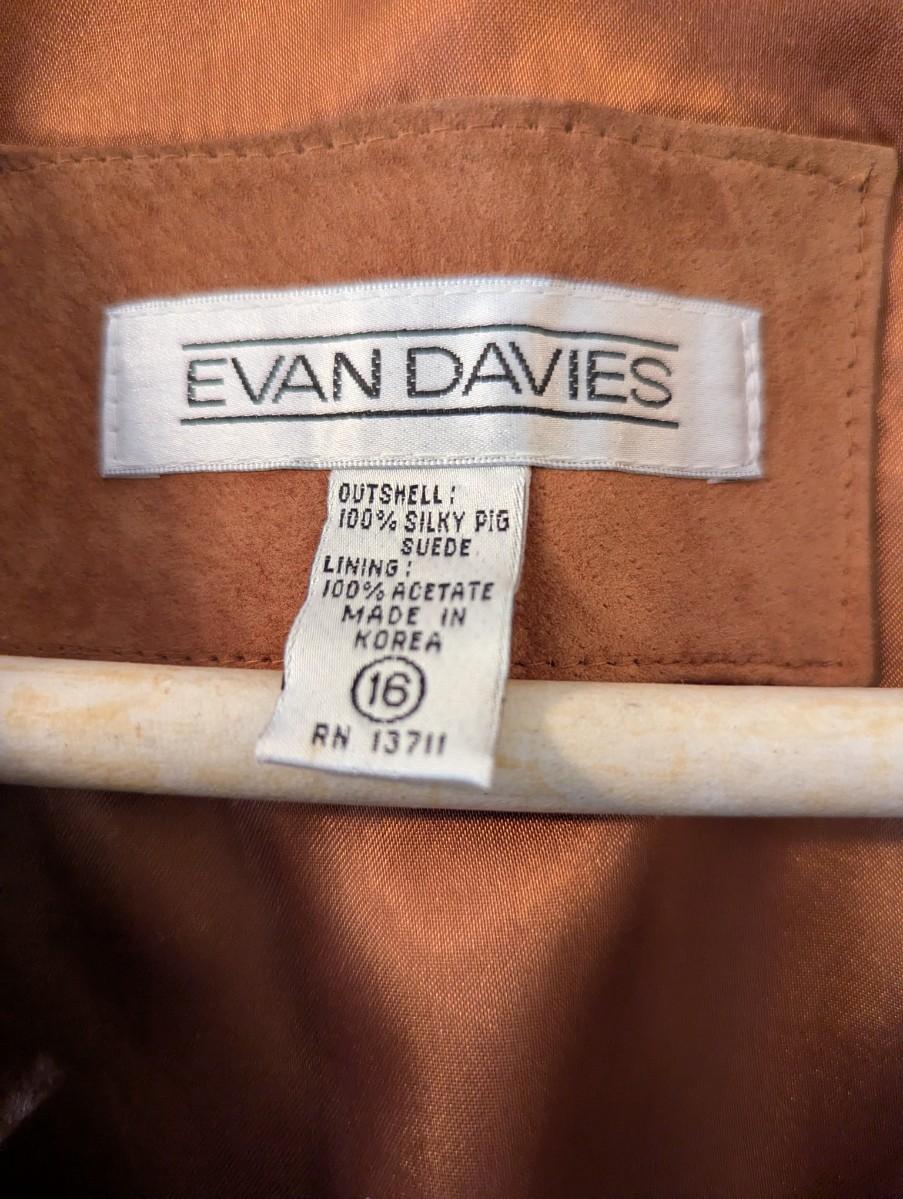 EVAN DAVIES
OUTSHELL:
100% SILKY PIG
SUEDE
LINING:
100% ACETATE
MADE IN
KOREA
16
RN 13711